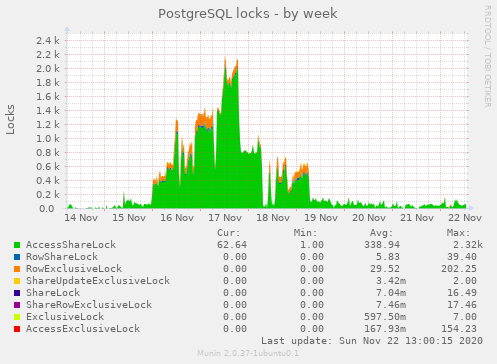 PostgreSQL locks - by week
RRDTOOL / TOBI OETIKER
Locks
2.4 k
2.2 k
2.0 k
1.8 k
1.6 k
1.4 k
1.2 k
1.0 k
0.8 k
0.6 k
0.4 k
0.2 k
0.0
14 Nov 15 Nov 16 Nov 17 Nov 18 Nov 19 Nov 20 Nov 21 Nov 22 Nov
Cur: Min: Avg: Max:
AccessShareLock 62.64 1.00 338.94 2.32k
RowShareLock 0.00 0.00 5.83 39.40
RowExclusiveLock 0.00 0.00 29.52 202.25
ShareUpdateExclusiveLock 0.00 0.00 3.42m 2.00
ShareLock 0.00 0.00 7.04m 16.49
ShareRowExclusiveLock 0.00 0.00 7.46m 17.46
ExclusiveLock 0.00 0.00 597.50m 7.00
AccessExclusiveLock 0.00 0.00 167.93m 154.23
Last update: Sun Nov 22 13:00:15 2020
Munin 2.0.37-1ubuntu0.1